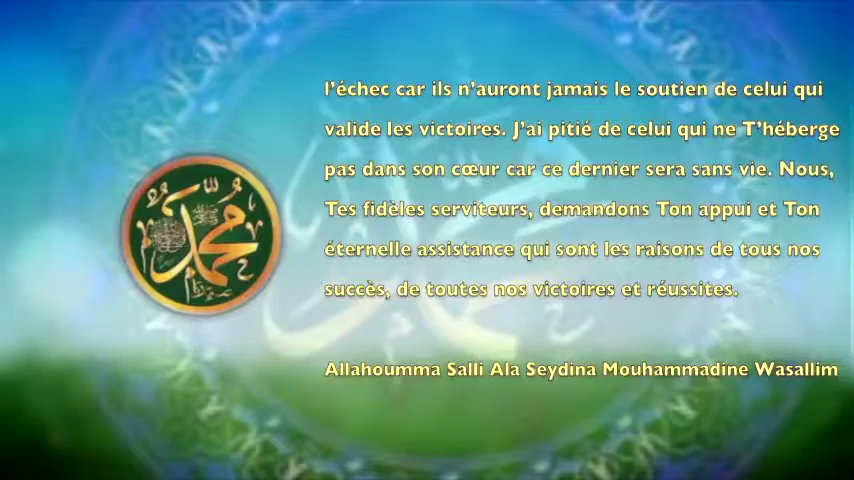 محمد
l'échec car ils n'auront jamais le soutien de celui qui
valide les victoires. J'ai pitié de celui qui ne T'héberge
pas dans son cœur car ce dernier sera sans vie. Nous,
Tes fidèles serviteurs, demandons Ton appui et Ton
éternelle assistance qui sont les raisons de tous nos
succès, de toutes nos victoires et réussites.
Allahoumma Salli Ala Seydina Mouhammadine Wasallim